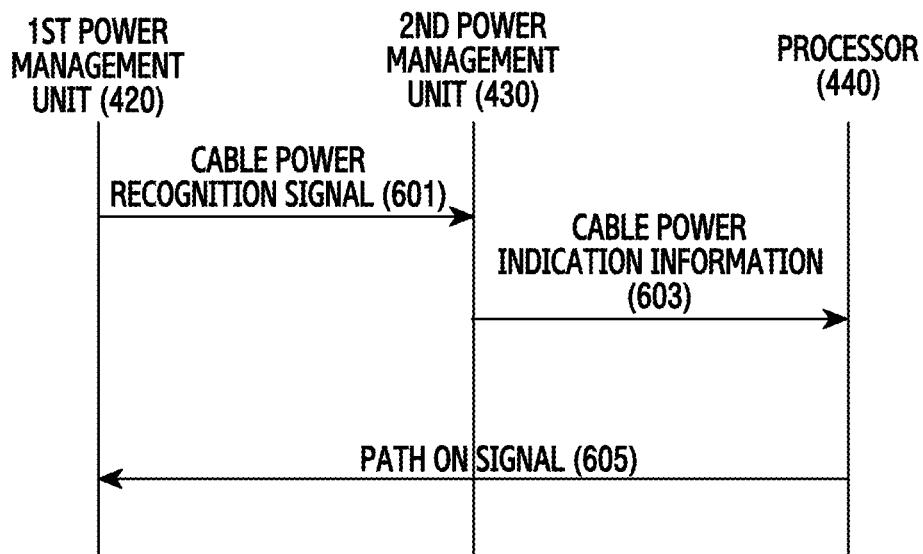 1ST POWER
MANAGEMENT
UNIT (420)
2ND POWER
MANAGEMENT
UNIT (430)
PROCESSOR
(440)
CABLE POWER
RECOGNITION SIGNAL (601)
CABLE POWER
INDICATION INFORMATION
(603)
PATH ON SIGNAL (605)